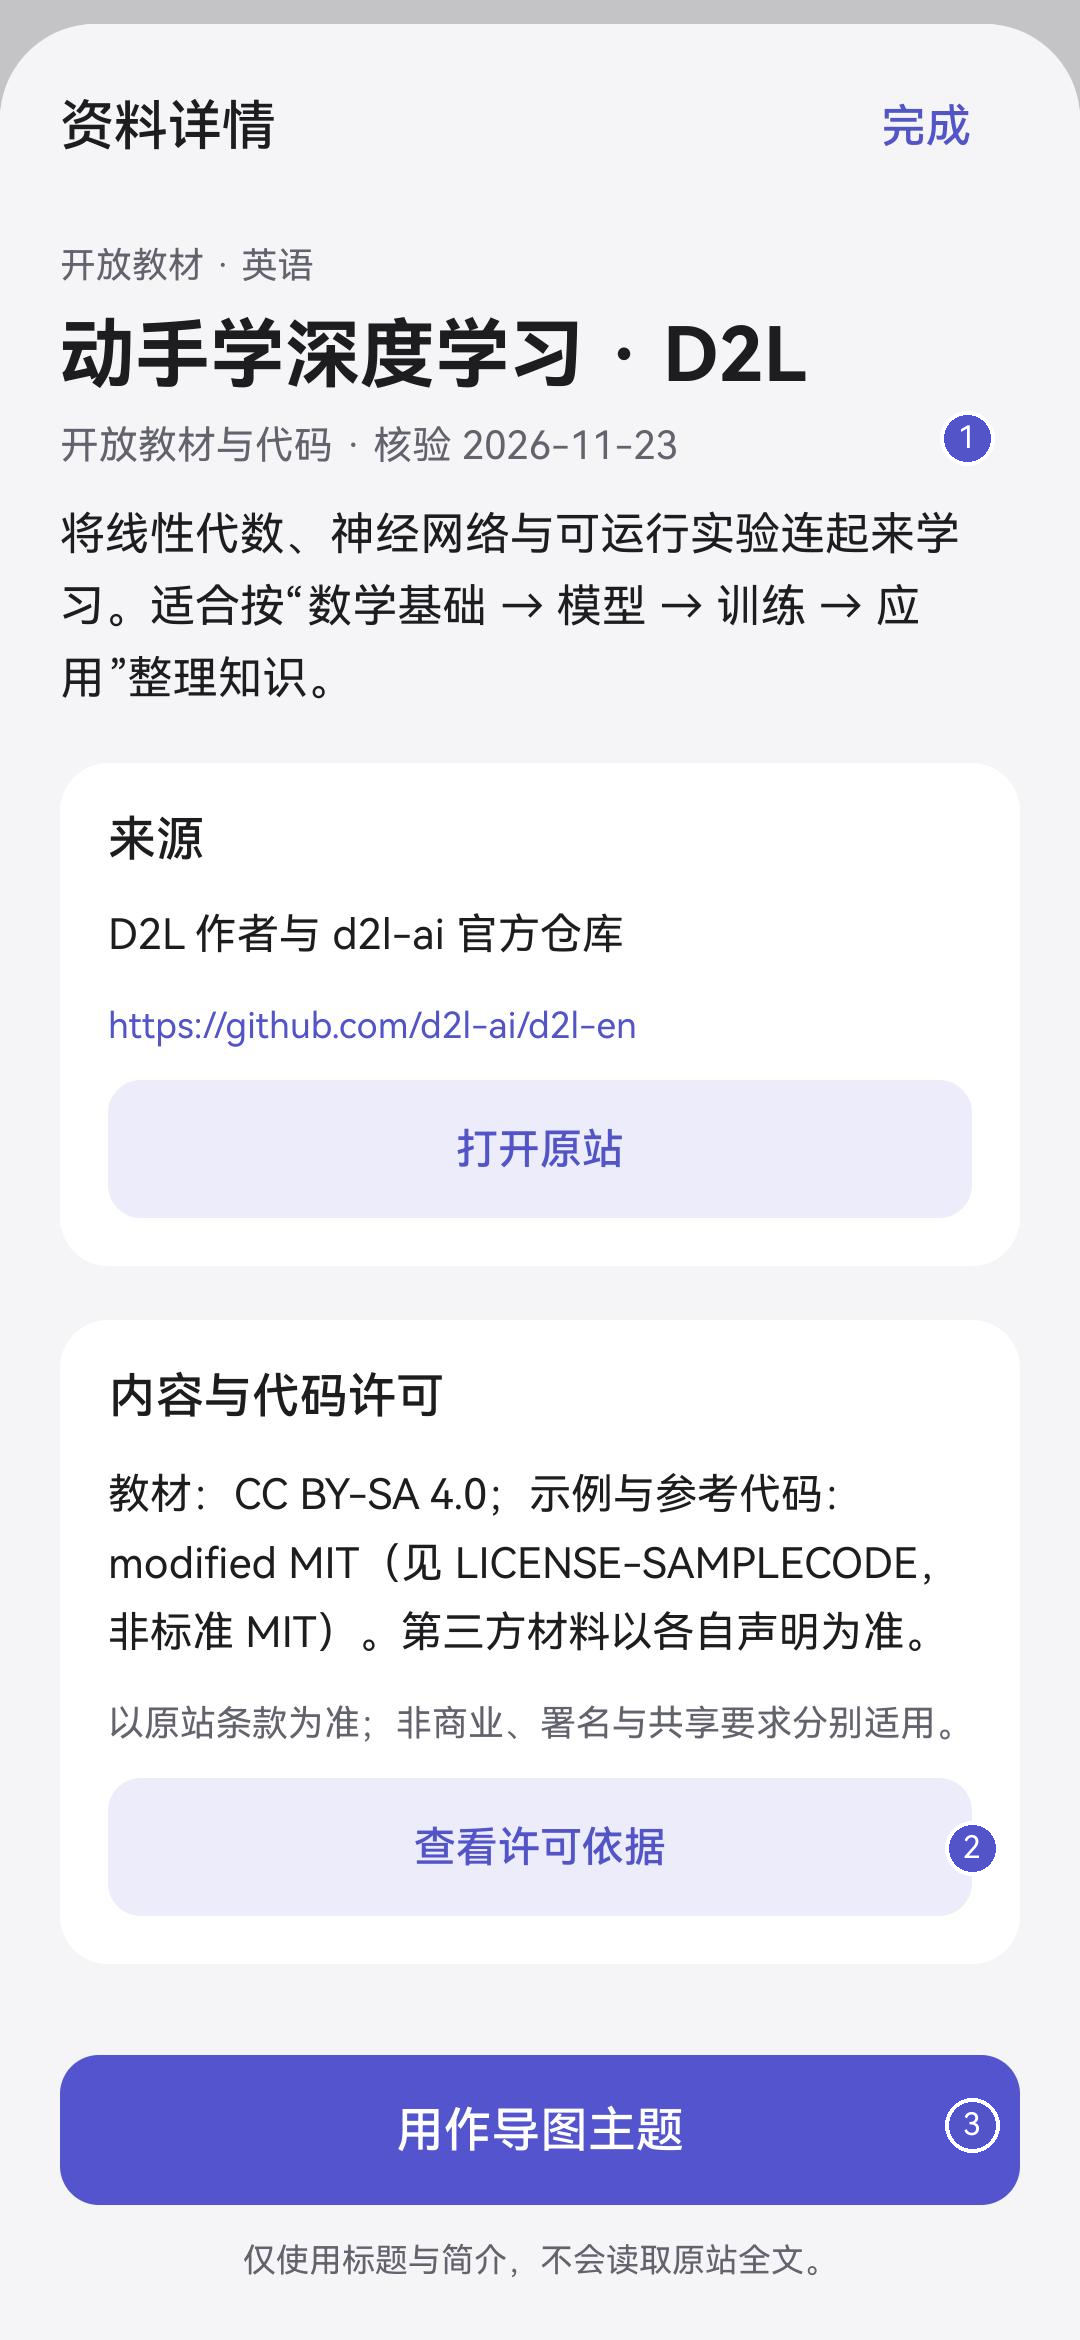 资料详情
完成
开放教材 · 英语
动手学深度学习 · D2L
开放教材与代码 · 核验 2026-11-23
1
将线性代数、神经网络与可运行实验连起来学
习。适合按“数学基础 → 模型 → 训练 → 应
用”整理知识。
来源
D2L 作者与 d2l-ai 官方仓库
https://github.com/d2l-ai/d2l-en
打开原站
内容与代码许可
教材：CC BY-SA 4.0；示例与参考代码：
modified MIT（见 LICENSE-SAMPLECODE，
非标准 MIT）。第三方材料以各自声明为准。
以原站条款为准；非商业、署名与共享要求分别适用。
查看许可依据
2
用作导图主题
3
仅使用标题与简介，不会读取原站全文。